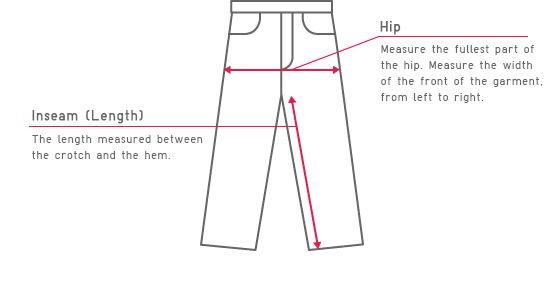 Hip
Measure the fullest part of
the hip. Measure the width
of the front of the garment,
from left to right.
Inseam (Length)
The length measured between
the crotch and the hem.